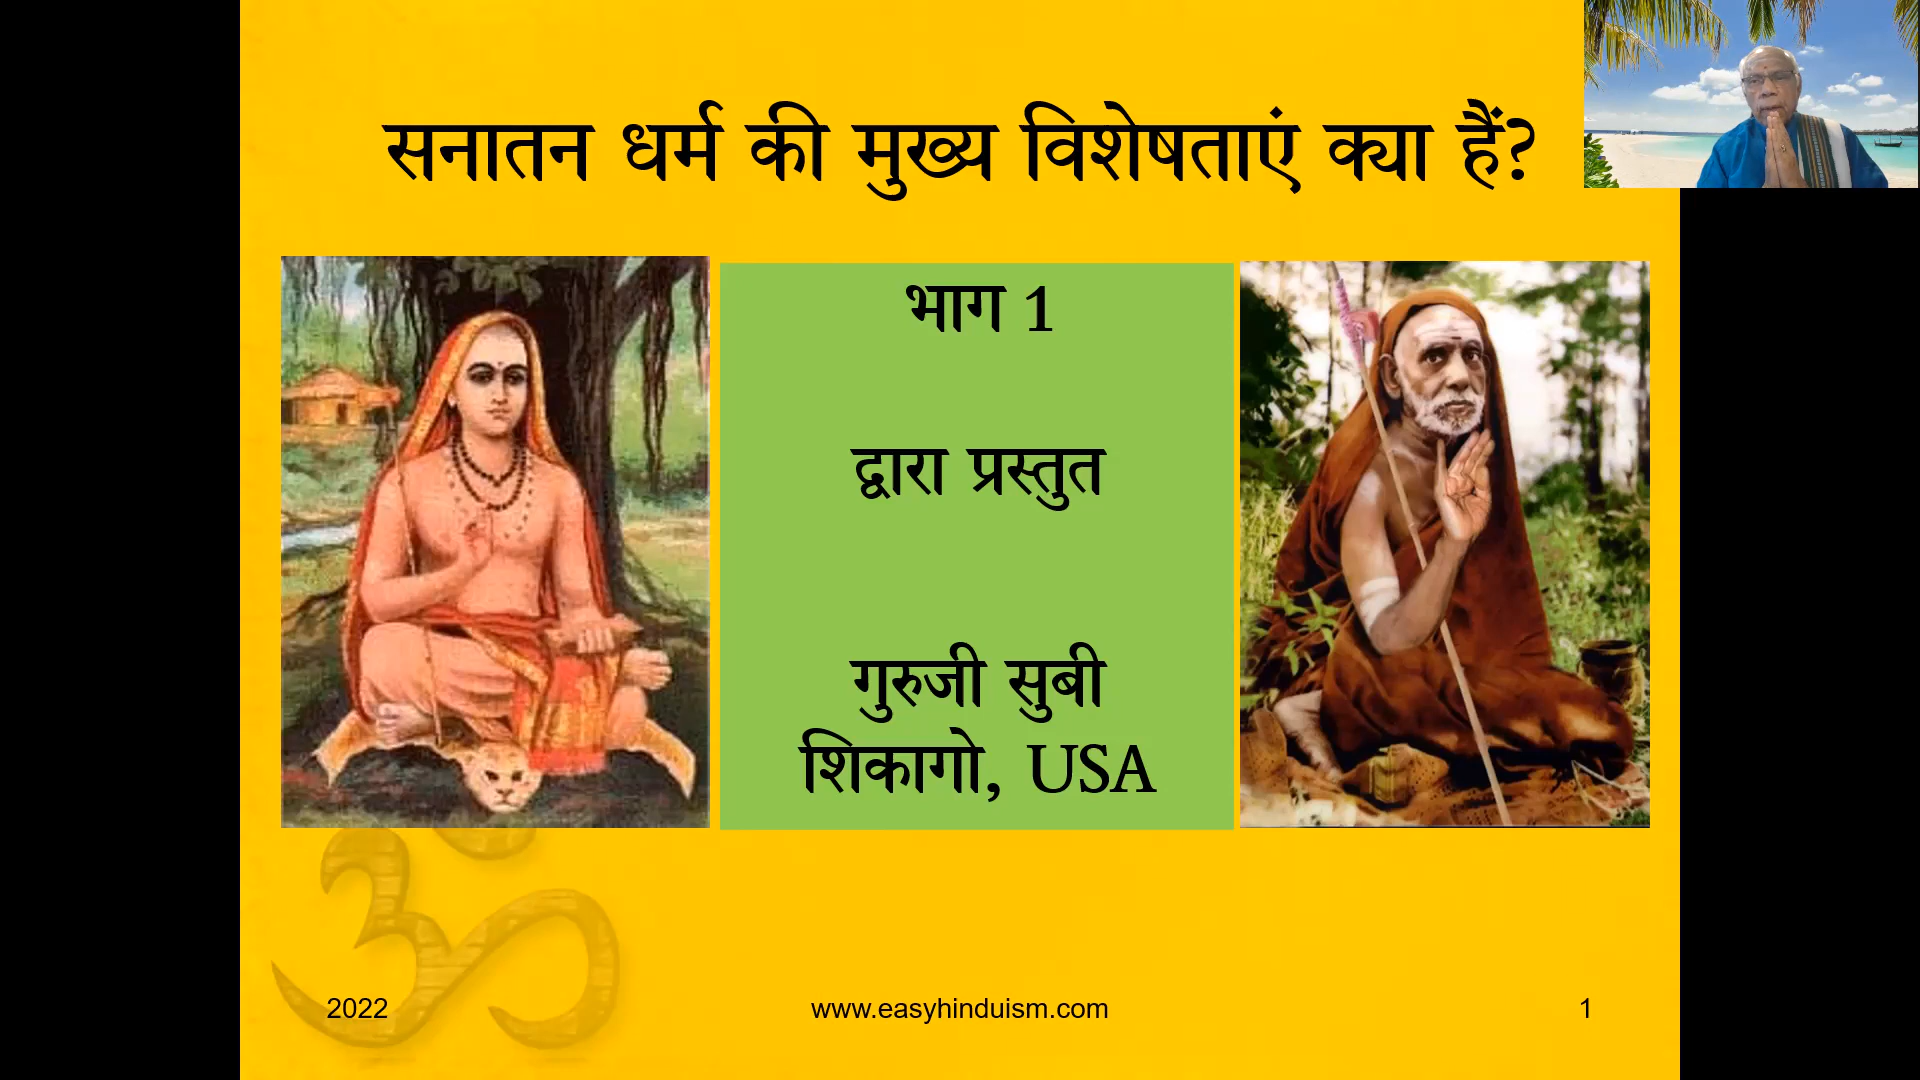 सनातन धर्म की मुख्य विशेषताएं क्या हैं?
भाग 1
द्वारा प्रस्तुत
गुरुजी सुबी
शिकागो, USA
2022
www.easyhinduism.com
1